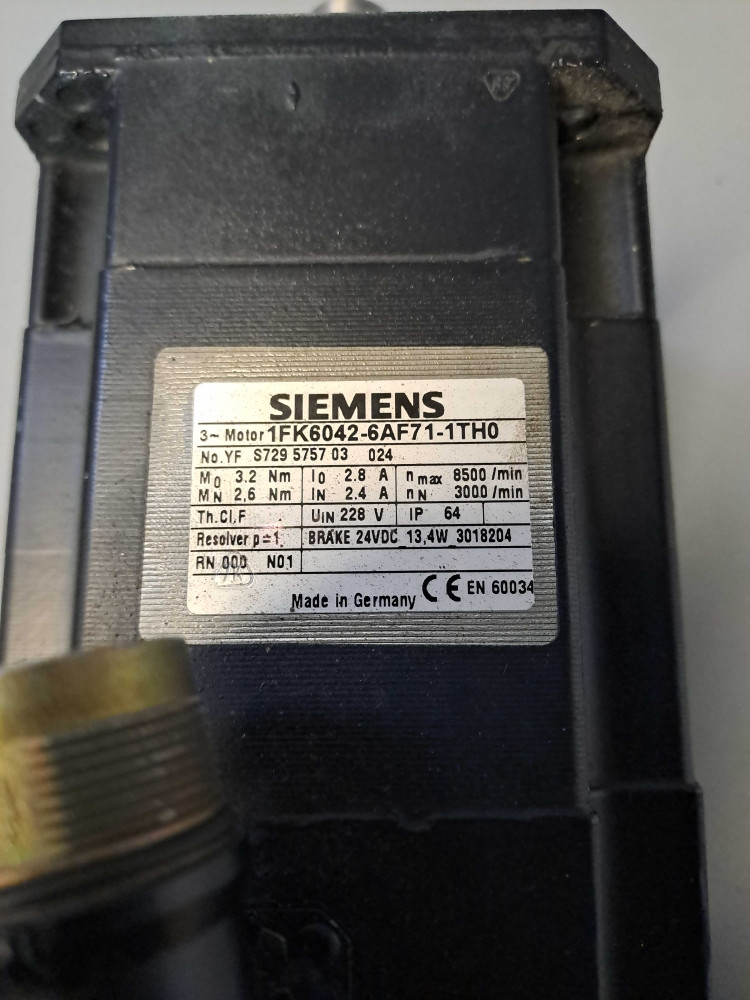 SIEMENS
3~ Motor 1FK6042-6AF71-1TH0
No.YF S729 5757 03 024
M0 3.2 Nm I0 2.8 A nmax 8500 /min
MN 2,6 Nm IN 2.4 A nN 3000 /min
Th.Cl.F UIN 228 V IP 64
Resolver p=1 BRAKE 24VDC 13,4W 3018204
RN 000 N01
Made in Germany CE EN 60034